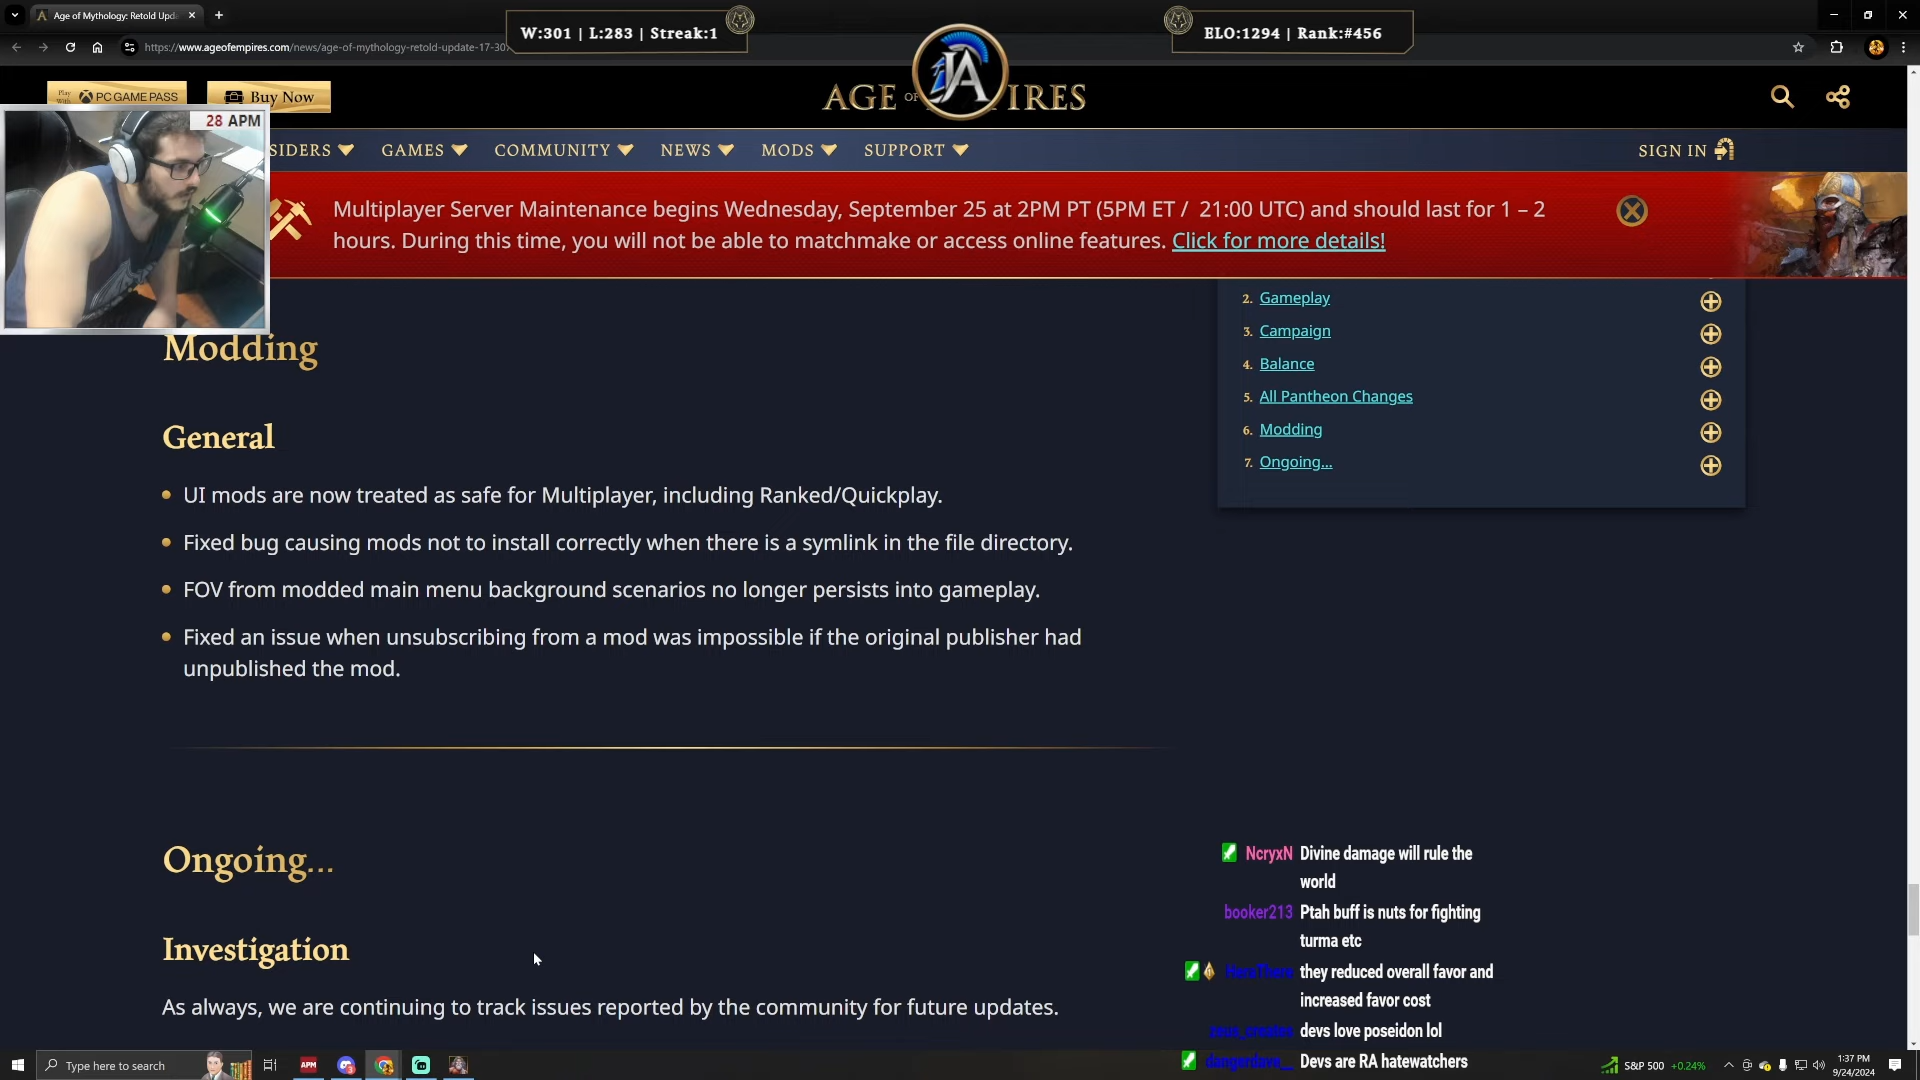 Age of Mythology: Retold Upd
https://www.ageofempires.com/news/age-of-mythology-retold-update-17-30
W:301 | L:283 | Streak:1
ELO:1294 | Rank:#456
Play With
PC GAME PASS
Buy Now
AGE OF
IRES
IA
28 APM
SIDERS
GAMES
COMMUNITY
NEWS
MODS
SUPPORT
SIGN IN
Multiplayer Server Maintenance begins Wednesday, September 25 at 2PM PT (5PM ET / 21:00 UTC) and should last for 1 – 2
hours. During this time, you will not be able to matchmake or access online features. Click for more details!
2. Gameplay
3. Campaign
4. Balance
5. All Pantheon Changes
6. Modding
7. Ongoing…
Modding
General
UI mods are now treated as safe for Multiplayer, including Ranked/Quickplay.
Fixed bug causing mods not to install correctly when there is a symlink in the file directory.
FOV from modded main menu background scenarios no longer persists into gameplay.
Fixed an issue when unsubscribing from a mod was impossible if the original publisher had
unpublished the mod.
Ongoing…
Investigation
As always, we are continuing to track issues reported by the community for future updates.
NcryxN Divine damage will rule the
world
booker213 Ptah buff is nuts for fighting
turma etc
they reduced overall favor and
increased favor cost
devs love poseidon lol
Devs are RA hatewatchers
Type here to search
APM
S&P 500 +0.24%
1:37 PM
9/24/2024